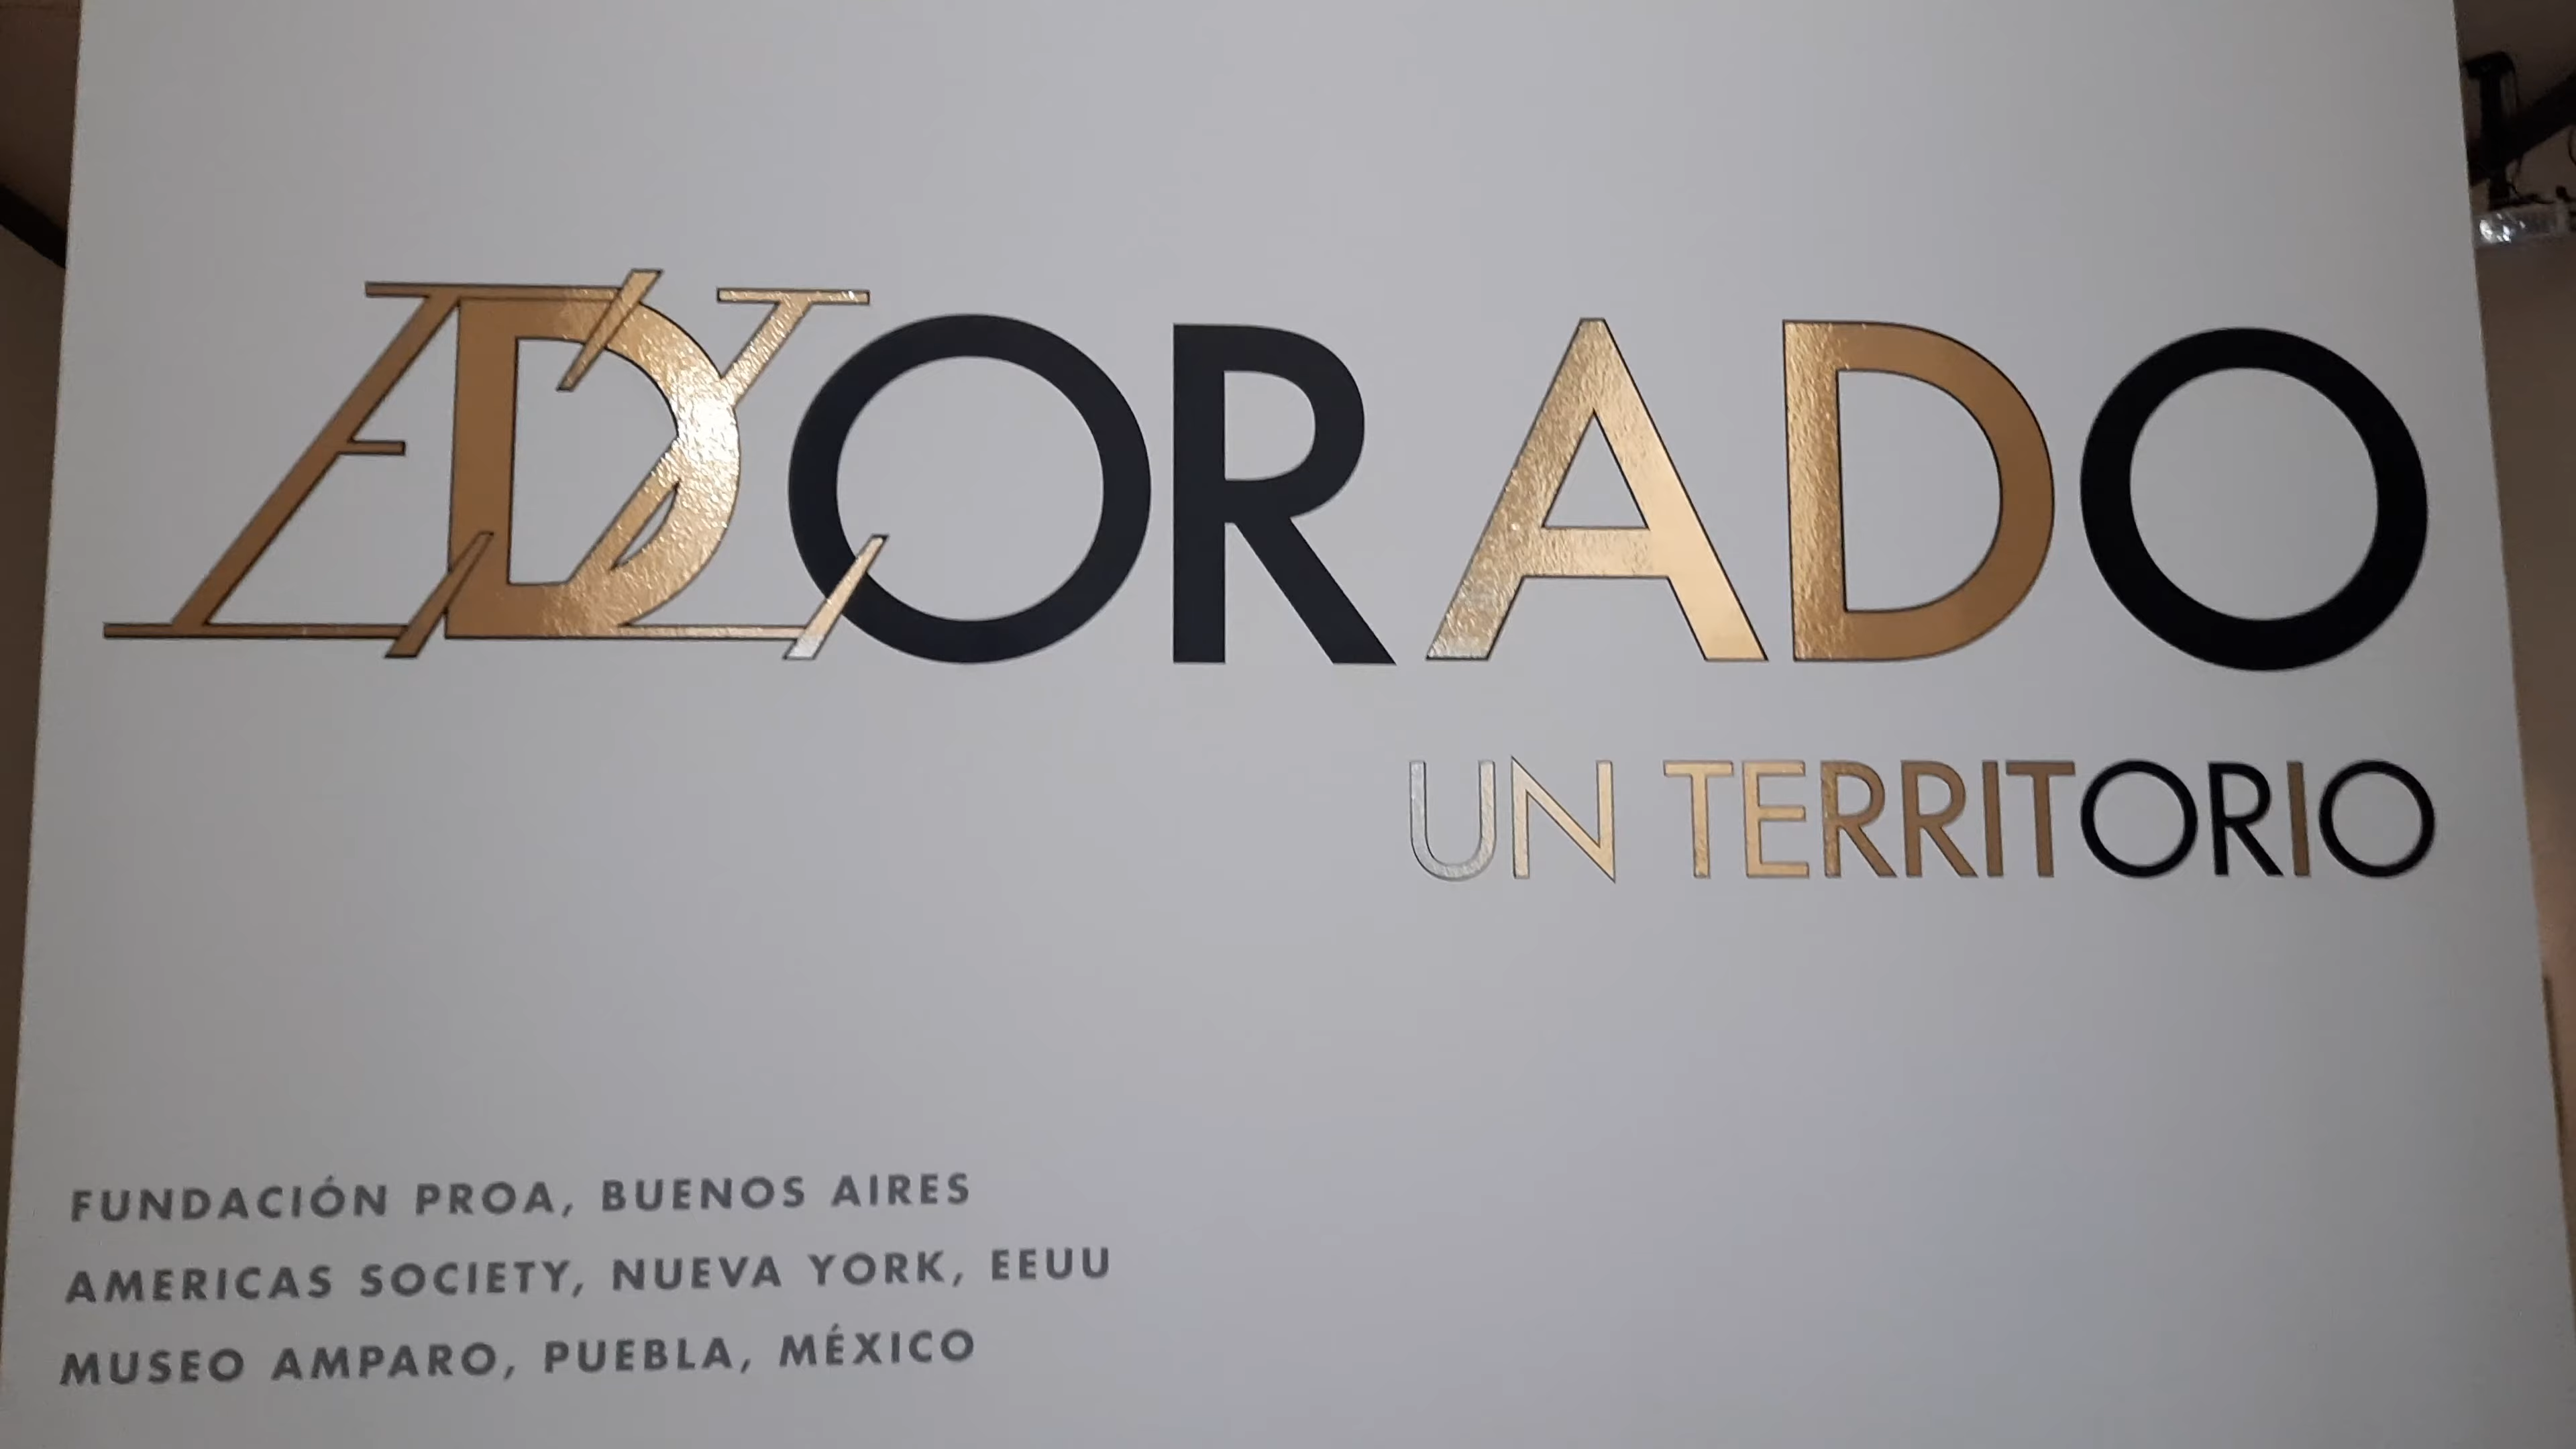 EL DORADO
UN TERRITORIO
FUNDACIÓN PROA, BUENOS AIRES
AMERICAS SOCIETY, NUEVA YORK, EEUU
MUSEO AMPARO, PUEBLA, MÉXICO